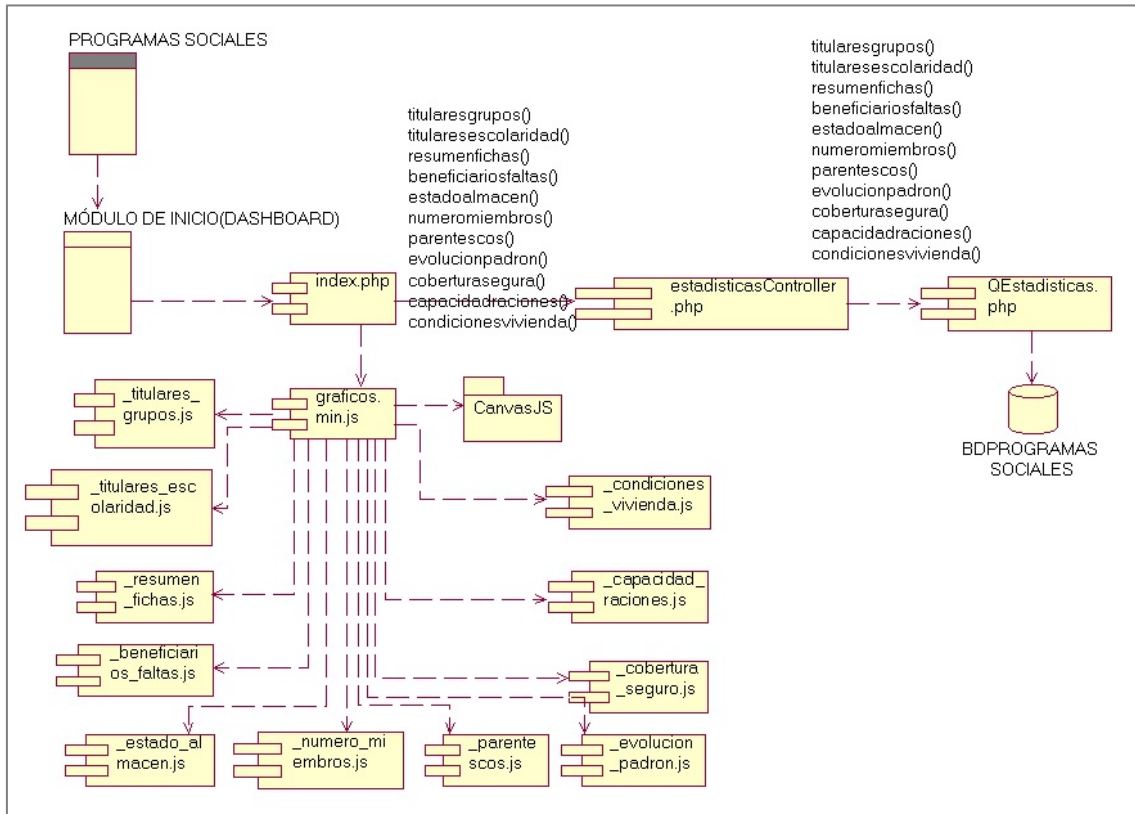 PROGRAMAS SOCIALES
MÓDULO DE INICIO(DASHBOARD)
index.php
titularesgrupos()
titularesescolaridad()
resumenfichas()
beneficiariosfaltas()
estadoalmacen()
numeromiembros()
parentescos()
evolucionpadron()
coberturasegura()
capacidadraciones()
condicionesvivienda()
estadisticasController
.php
titularesgrupos()
titularesescolaridad()
resumenfichas()
beneficiariosfaltas()
estadoalmacen()
numeromiembros()
parentescos()
evolucionpadron()
coberturasegura()
capacidadraciones()
condicionesvivienda()
QEstadisticas.
php
BDPROGRAMAS
SOCIALES
graficos.
min.js
CanvasJS
_titulares_
grupos.js
_titulares_esc
olaridad.js
_resumen
_fichas.js
_beneficiari
os_faltas.js
_estado_al
macen.js
_numero_mi
embros.js
_parente
scos.js
_evolucion
_padron.js
_cobertura
_seguro.js
_capacidad_
raciones.js
_condiciones
_vivienda.js